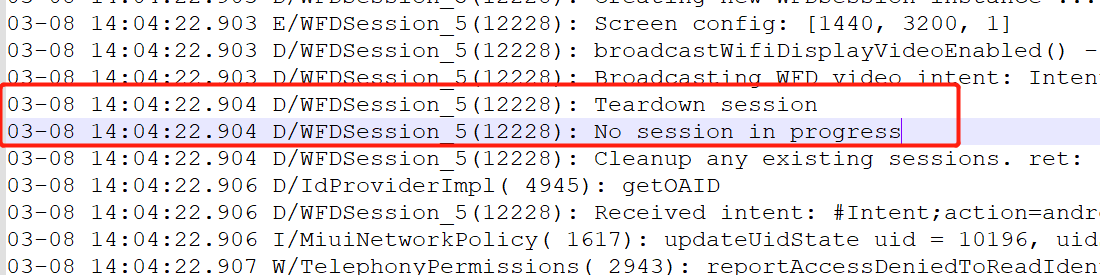 03-08 14:04:22.903 D/WFDSession_5(12228): Creating new WFDSession instance ...
03-08 14:04:22.903 E/WFDSession_5(12228): Screen config: [1440, 3200, 1]
03-08 14:04:22.903 D/WFDSession_5(12228): broadcastWifiDisplayVideoEnabled() -
03-08 14:04:22.903 D/WFDSession_5(12228): Broadcasting WFD video intent: Inten
03-08 14:04:22.904 D/WFDSession_5(12228): Teardown session
03-08 14:04:22.904 D/WFDSession_5(12228): No session in progress
03-08 14:04:22.904 D/WFDSession_5(12228): Cleanup any existing sessions. ret:
03-08 14:04:22.906 D/IdProviderImpl( 4945): getOAID
03-08 14:04:22.906 D/WFDSession_5(12228): Received intent: #Intent;action=andr
03-08 14:04:22.906 I/MiuiNetworkPolicy( 1617): updateUidState uid = 10196, uid
03-08 14:04:22.907 W/TelephonyPermissions( 2943): reportAccessDeniedToReadIden